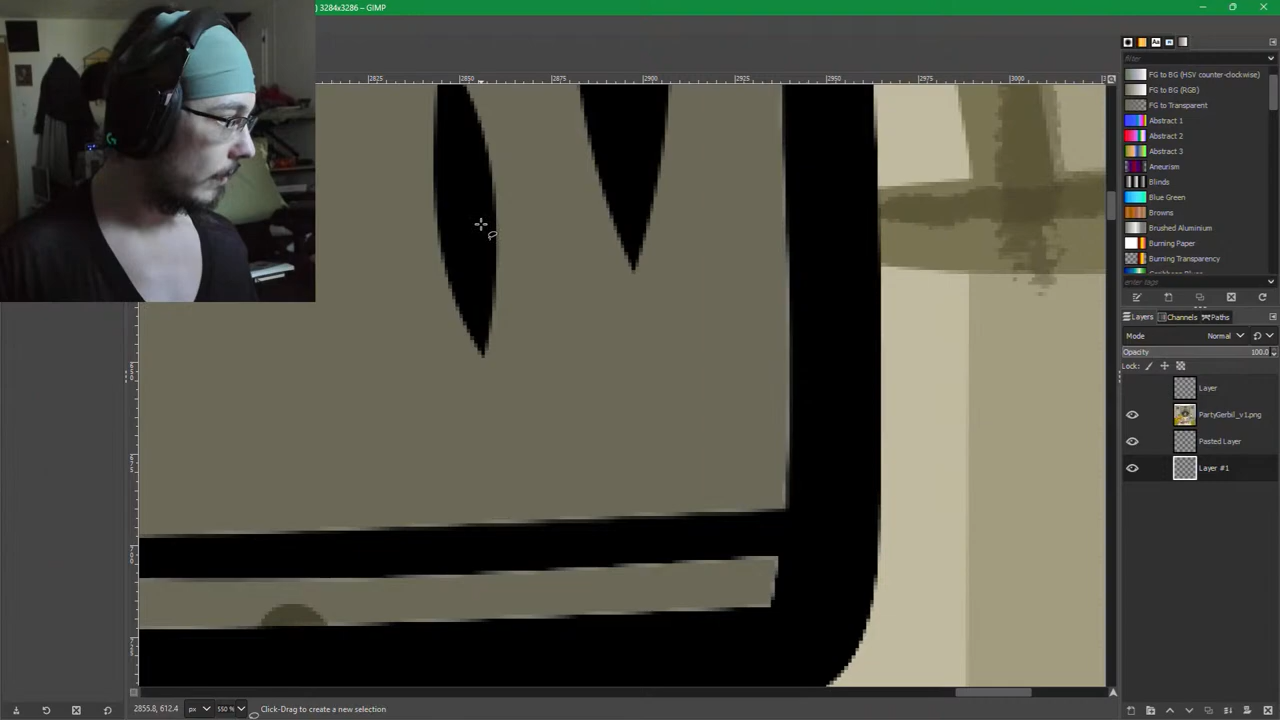 ) 3284x3286 – GIMP
2825
2850
2875
2900
2925
2950
2975
3000
filter
FG to BG (HSV counter-clockwise)
FG to BG (RGB)
FG to Transparent
Abstract 1
Abstract 2
Abstract 3
Aneurism
Blinds
Blue Green
Browns
Brushed Aluminium
Burning Paper
Burning Transparency
enter tags
Layers Channels Paths
Mode Normal
Opacity 100.0
Lock:
Layer
PartyGerbil_v1.png
Pasted Layer
Layer #1
2855.8, 612.4 px 550 % Click-Drag to create a new selection